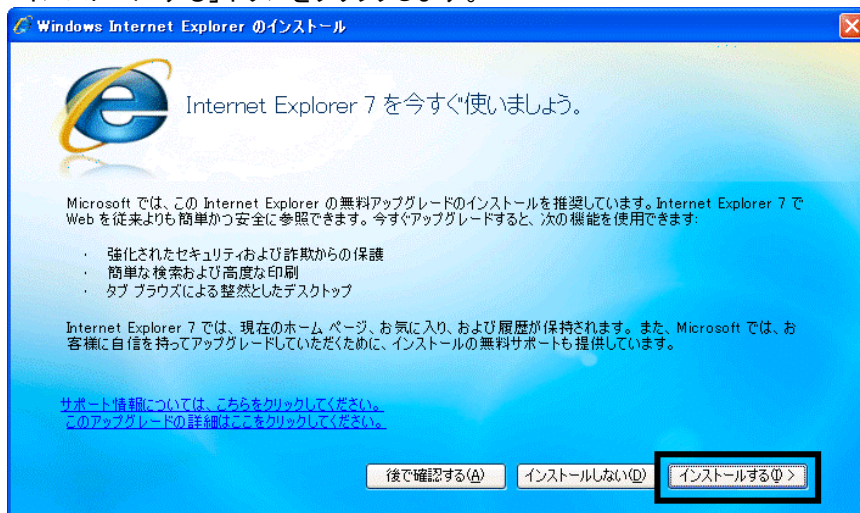 Windows Internet Explorer のインストール
Internet Explorer 7 を今すぐ使いましょう。
Microsoft では、この Internet Explorer の無料アップグレードのインストールを推奨しています。Internet Explorer 7 で
Web を従来よりも簡単かつ安全に参照できます。今すぐアップグレードすると、次の機能を使用できます:
・ 強化されたセキュリティおよび詐欺からの保護
・ 簡単な検索および高度な印刷
・ タブ ブラウズによる整然としたデスクトップ
Internet Explorer 7 では、現在のホーム ページ、お気に入り、および履歴が保持されます。また、Microsoft では、お
客様に自信を持ってアップグレードしていただくために、インストールの無料サポートも提供しています。
サポート情報については、こちらをクリックしてください。
このアップグレードの詳細はここをクリックしてください。
後で確認する(A) インストールしない(D) インストールする(I) >